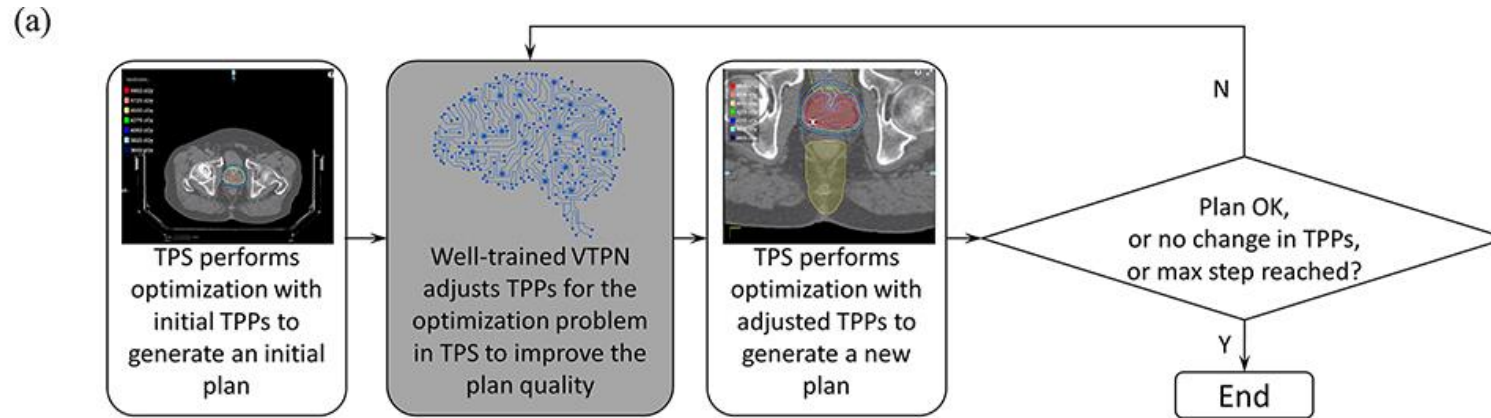 (a)
TPS performs
optimization with
initial TPPs to
generate an initial
plan
Well-trained VTPN
adjusts TPPs for the
optimization problem
in TPS to improve the
plan quality
TPS performs
optimization with
adjusted TPPs to
generate a new
plan
Plan OK,
or no change in TPPs,
or max step reached?
N
Y
End